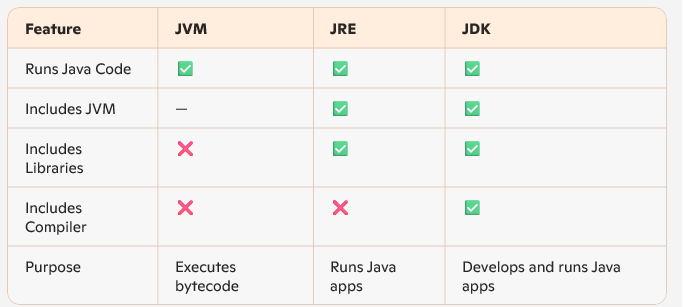 Feature JVM JRE JDK
Runs Java Code ✅ ✅ ✅
Includes JVM — ✅ ✅
Includes
Libraries ❌ ✅ ✅
Includes
Compiler ❌ ❌ ✅
Purpose Executes
bytecode Runs Java
apps Develops and runs Java
apps